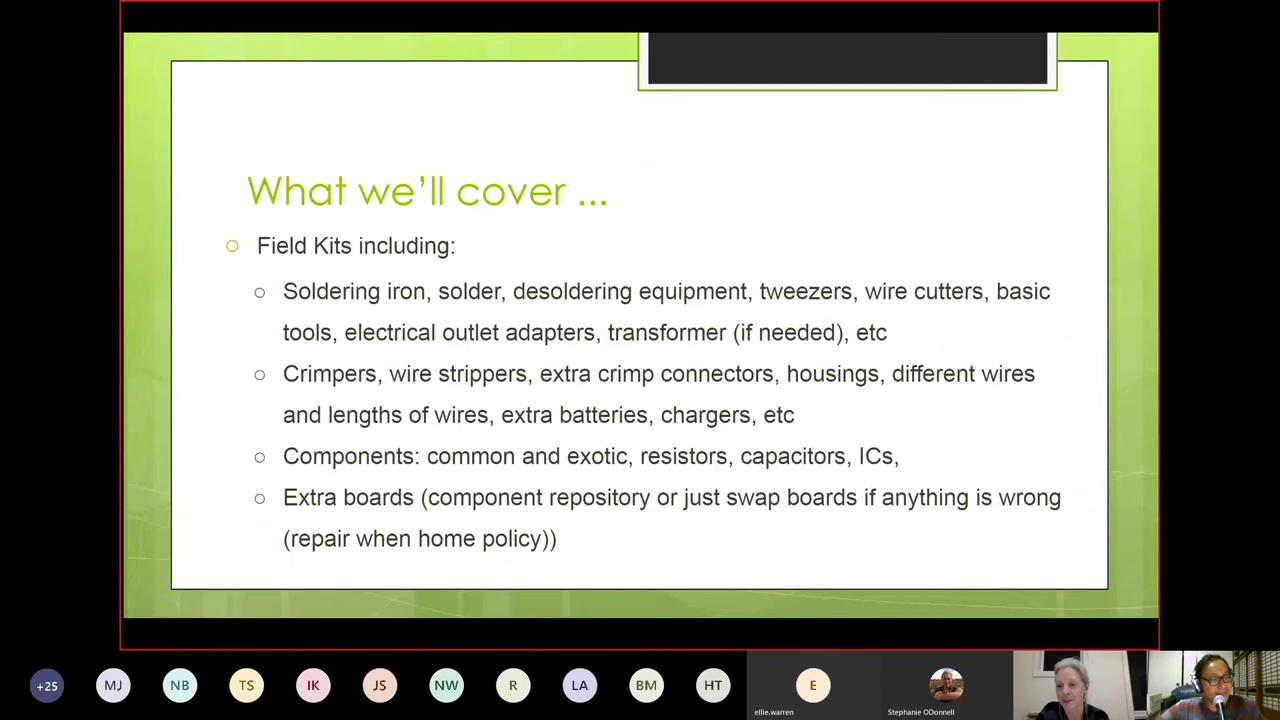 What we'll cover ...
Field Kits including:
Soldering iron, solder, desoldering equipment, tweezers, wire cutters, basic
tools, electrical outlet adapters, transformer (if needed), etc
Crimpers, wire strippers, extra crimp connectors, housings, different wires
and lengths of wires, extra batteries, chargers, etc
Components: common and exotic, resistors, capacitors, ICs,
Extra boards (component repository or just swap boards if anything is wrong
(repair when home policy))
+25 MJ NB TS IK JS NW R LA BM HT E
ellie.warren Stephanie ODonnell